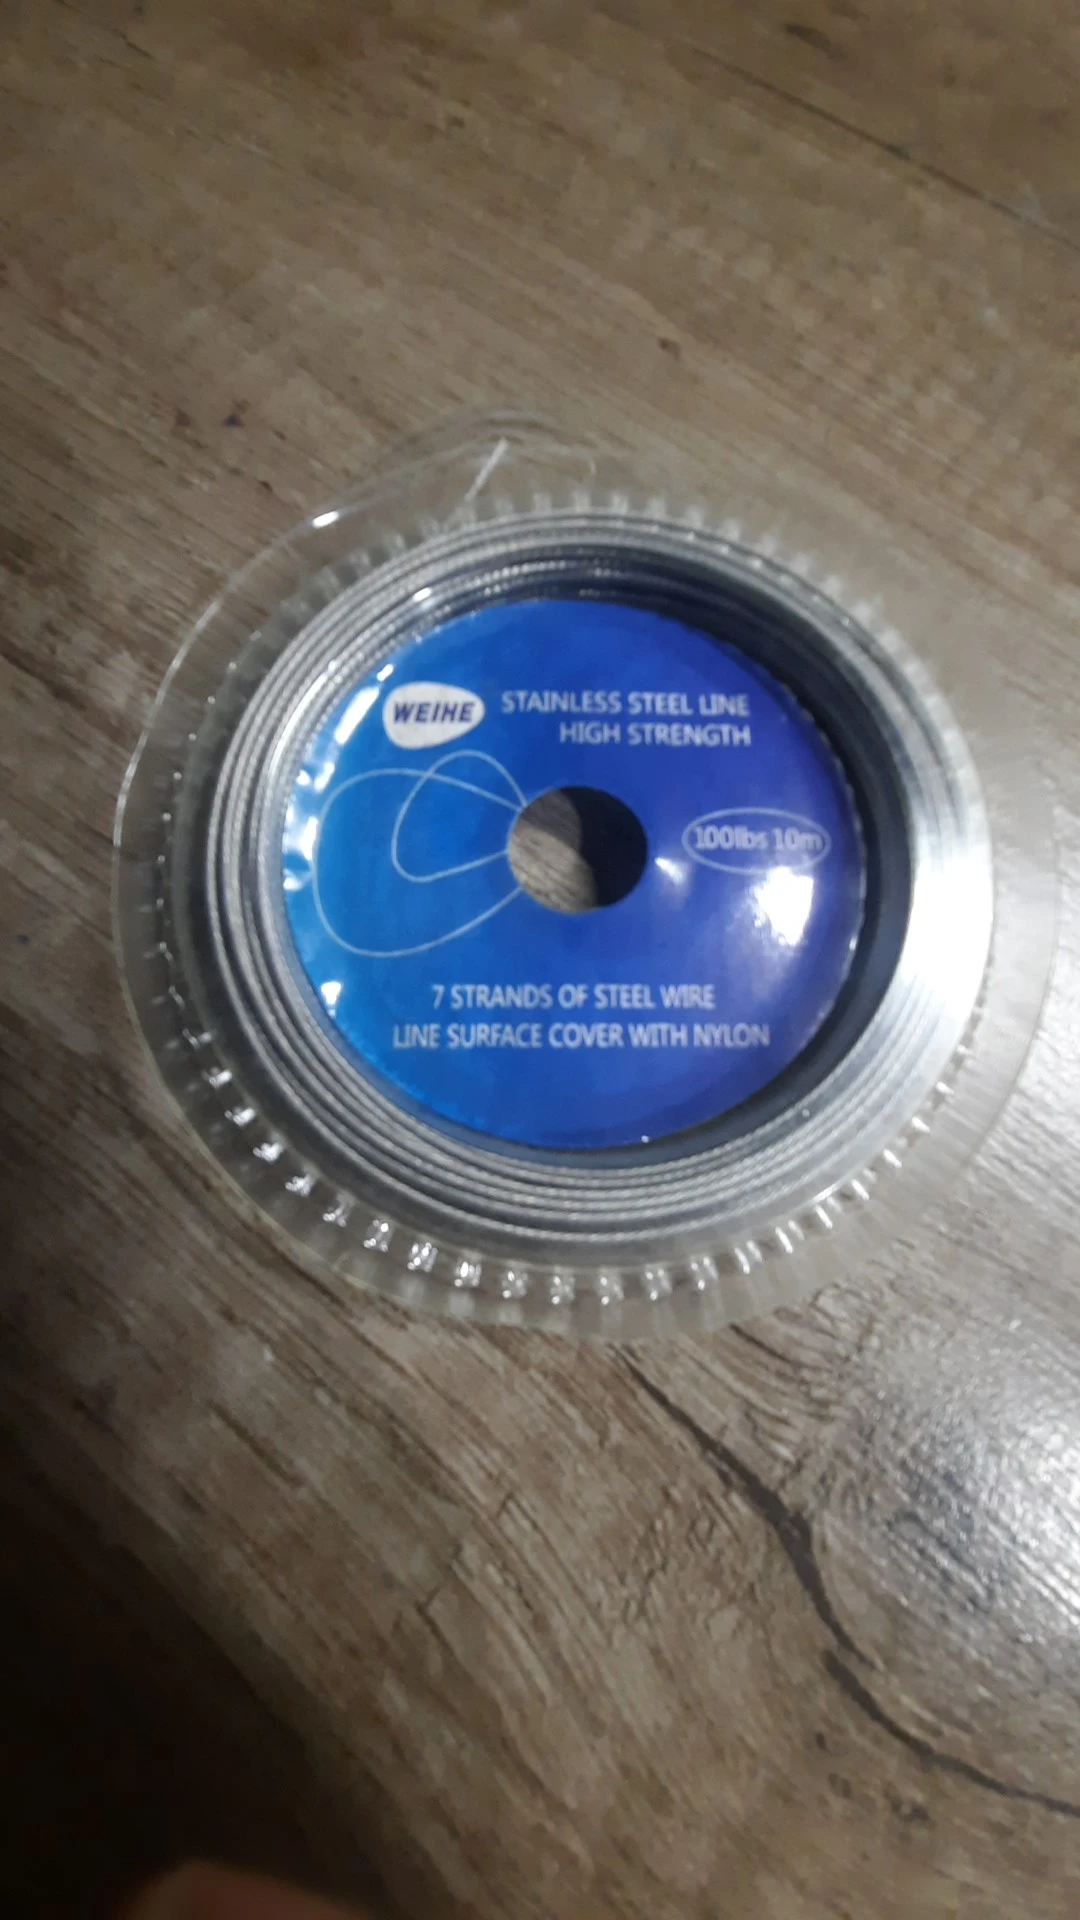 WEIHE
STAINLESS STEEL LINE
HIGH STRENGTH
100lbs 10m
7 STRANDS OF STEEL WIRE
LINE SURFACE COVER WITH NYLON